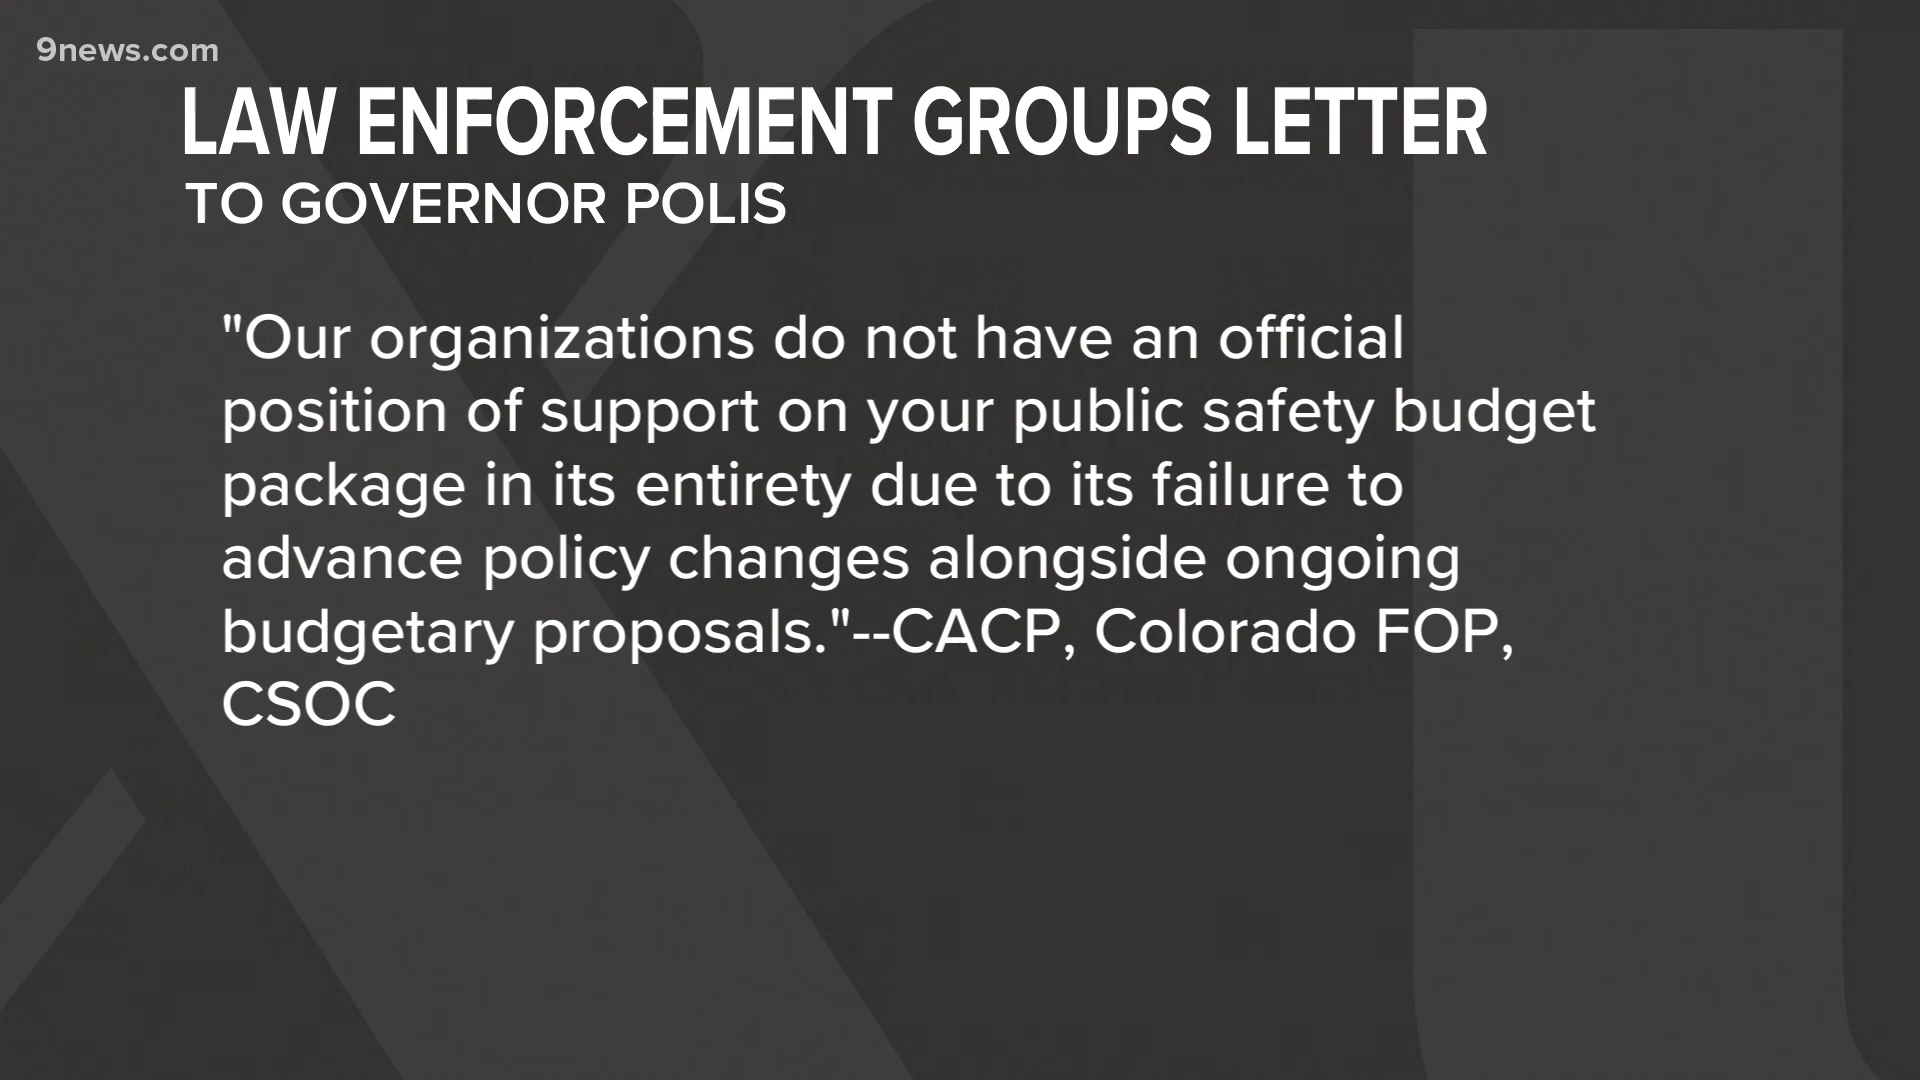 9news.com
LAW ENFORCEMENT GROUPS LETTER
TO GOVERNOR POLIS
"Our organizations do not have an official
position of support on your public safety budget
package in its entirety due to its failure to
advance policy changes alongside ongoing
budgetary proposals."--CACP, Colorado FOP,
CSOC